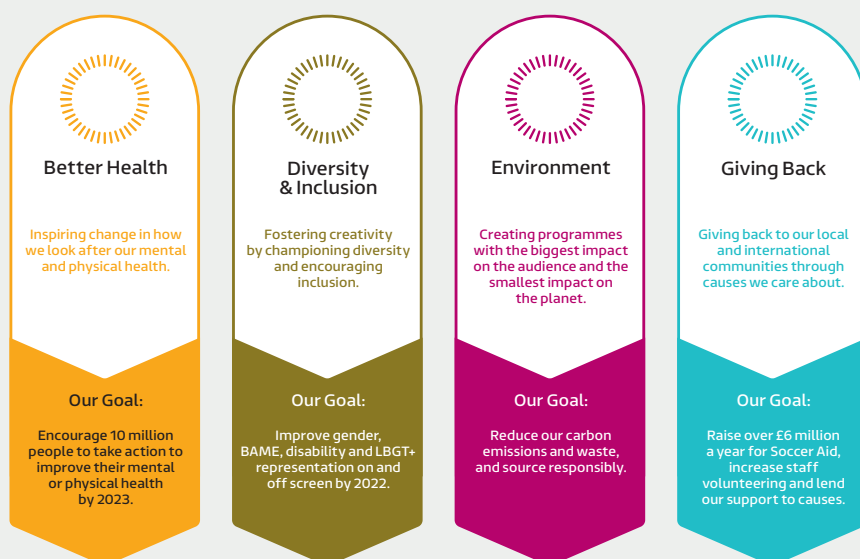 Better Health
Inspiring change in how
we look after our mental
and physical health.
Our Goal:
Encourage 10 million
people to take action to
improve their mental
or physical health
by 2023.
Diversity
& Inclusion
Fostering creativity
by championing diversity
and encouraging
inclusion.
Our Goal:
Improve gender,
BAME, disability and LBGT+
representation on and
off screen by 2022.
Environment
Creating programmes
with the biggest impact
on the audience and the
smallest impact on
the planet.
Our Goal:
Reduce our carbon
emissions and waste,
and source responsibly.
Giving Back
Giving back to our local
and international
communities through
causes we care about.
Our Goal:
Raise over £6 million
a year for Soccer Aid,
increase staff
volunteering and lend
our support to causes.